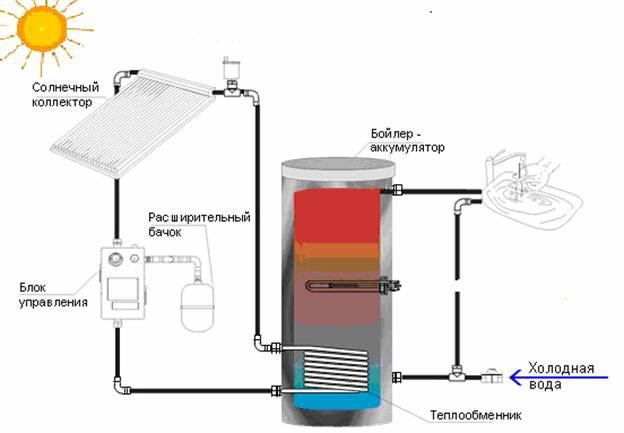 Солнечный
коллектор
Бойлер -
аккумулятор
Расширительный
бачок
Блок
управления
Холодная
вода
Теплообменник